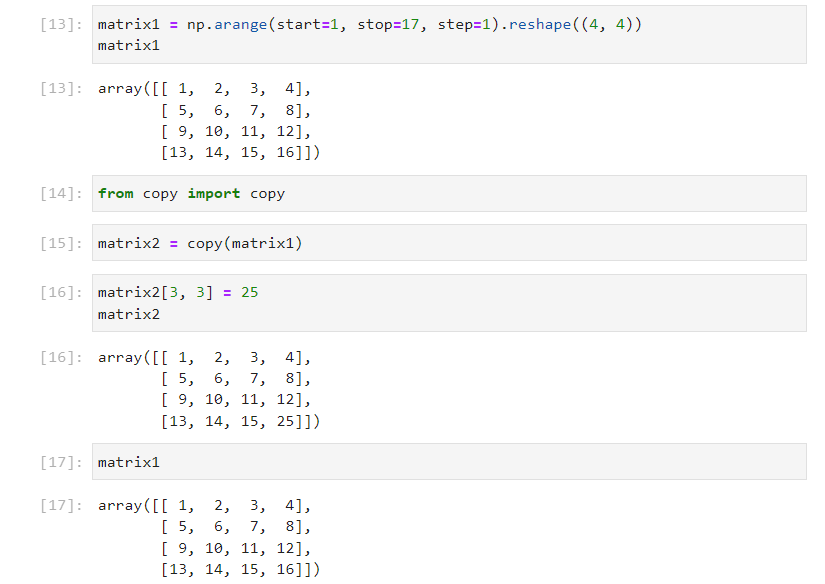 [13]: matrix1 = np.arange(start=1, stop=17, step=1).reshape((4, 4))
matrix1
[13]: array([[ 1,  2,  3,  4],
       [ 5,  6,  7,  8],
       [ 9, 10, 11, 12],
       [13, 14, 15, 16]])
[14]: from copy import copy
[15]: matrix2 = copy(matrix1)
[16]: matrix2[3, 3] = 25
matrix2
[16]: array([[ 1,  2,  3,  4],
       [ 5,  6,  7,  8],
       [ 9, 10, 11, 12],
       [13, 14, 15, 25]])
[17]: matrix1
[17]: array([[ 1,  2,  3,  4],
       [ 5,  6,  7,  8],
       [ 9, 10, 11, 12],
       [13, 14, 15, 16]])